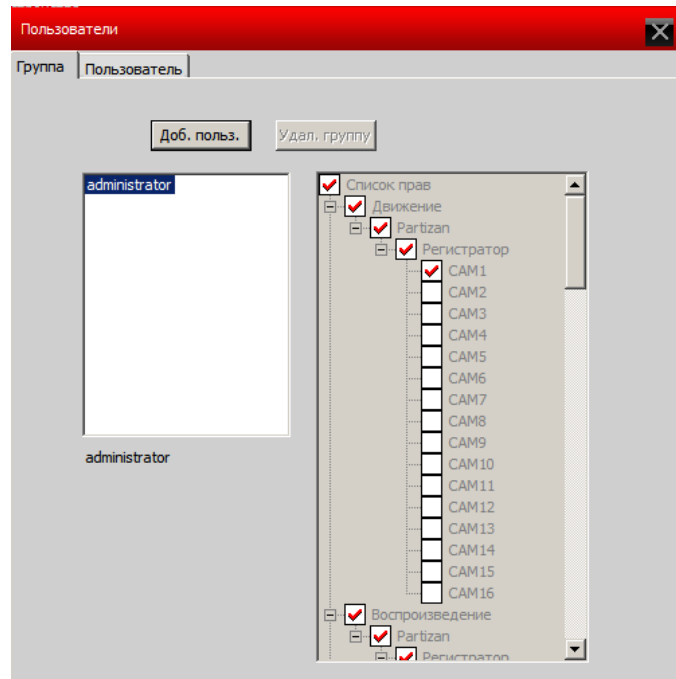 Пользователи
Группа
Пользователь
Доб. польз.
Удал. группу
administrator
administrator
Список прав
Движение
Partizan
Регистратор
CAM1
CAM2
CAM3
CAM4
CAM5
CAM6
CAM7
CAM8
CAM9
CAM10
CAM11
CAM12
CAM13
CAM14
CAM15
CAM16
Воспроизведение
Partizan
Регистратор